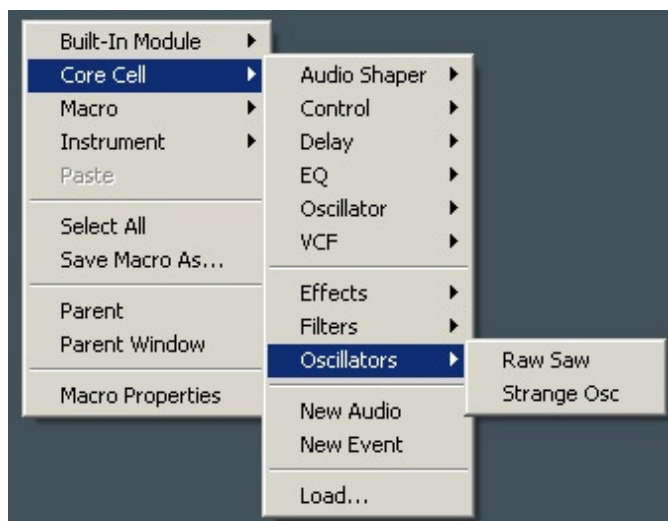 Built-In Module
Core Cell
Macro
Instrument
Paste
Select All
Save Macro As...
Parent
Parent Window
Macro Properties
Audio Shaper
Control
Delay
EQ
Oscillator
VCF
Effects
Filters
Oscillators
New Audio
New Event
Load...
Raw Saw
Strange Osc